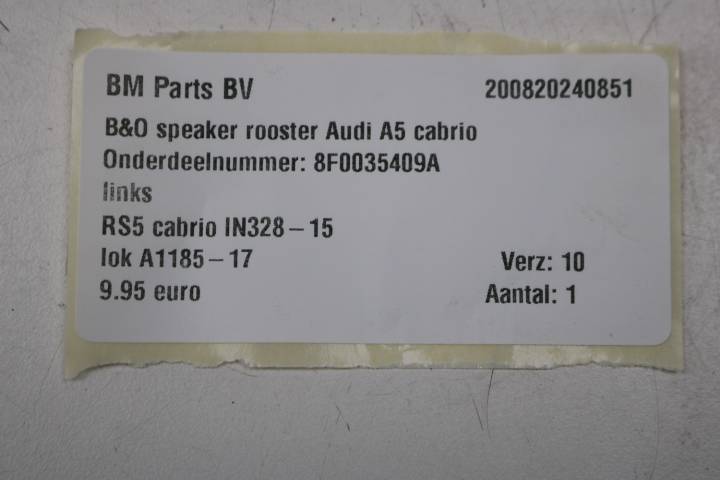 BM Parts BV 200820240851
B&O speaker rooster Audi A5 cabrio
Onderdeelnummer: 8F0035409A
links
RS5 cabrio IN328-15
lok A1185-17 Verz: 10
9.95 euro Aantal: 1